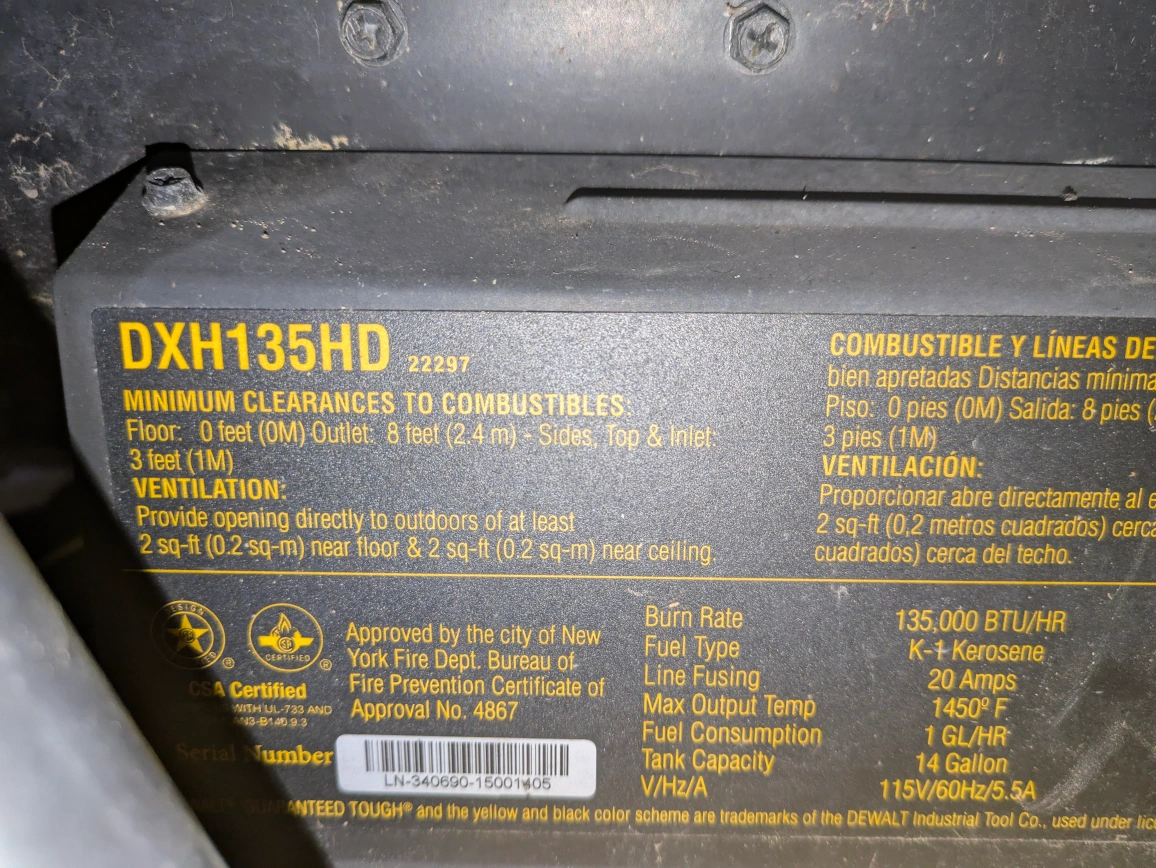 DXH135HD 22297
MINIMUM CLEARANCES TO COMBUSTIBLES:
Floor: 0 feet (0M) Outlet: 8 feet (2.4 m) - Sides, Top & Inlet:
3 feet (1M)
VENTILATION:
Provide opening directly to outdoors of at least
2 sq-ft (0.2-sq-m) near floor & 2 sq-ft (0.2 sq-m) near ceiling.
COMBUSTIBLE Y LÍNEAS DE
bien apretadas Distancias mínima
Piso: 0 pies (0M) Salida: 8 pies (
3 pies (1M)
VENTILACIÓN:
Proporcionar abre directamente al e
2 sq-ft (0,2 metros cuadrados) cerca
cuadrados) cerca del techo.
DESIGN
®
CERTIFIED ®
CSA Certified
WITH UL-733 AND
Approved by the city of New
York Fire Dept. Bureau of
Fire Prevention Certificate of
Approval No. 4867
Serial Number
LN-340690-15001405
Burn Rate 135,000 BTU/HR
Fuel Type K-1 Kerosene
Line Fusing 20 Amps
Max Output Temp 1450º F
Fuel Consumption 1 GL/HR
Tank Capacity 14 Gallon
V/Hz/A 115V/60Hz/5.5A
GUARANTEED TOUGH® and the yellow and black color scheme are trademarks of the DEWALT Industrial Tool Co., used under lic